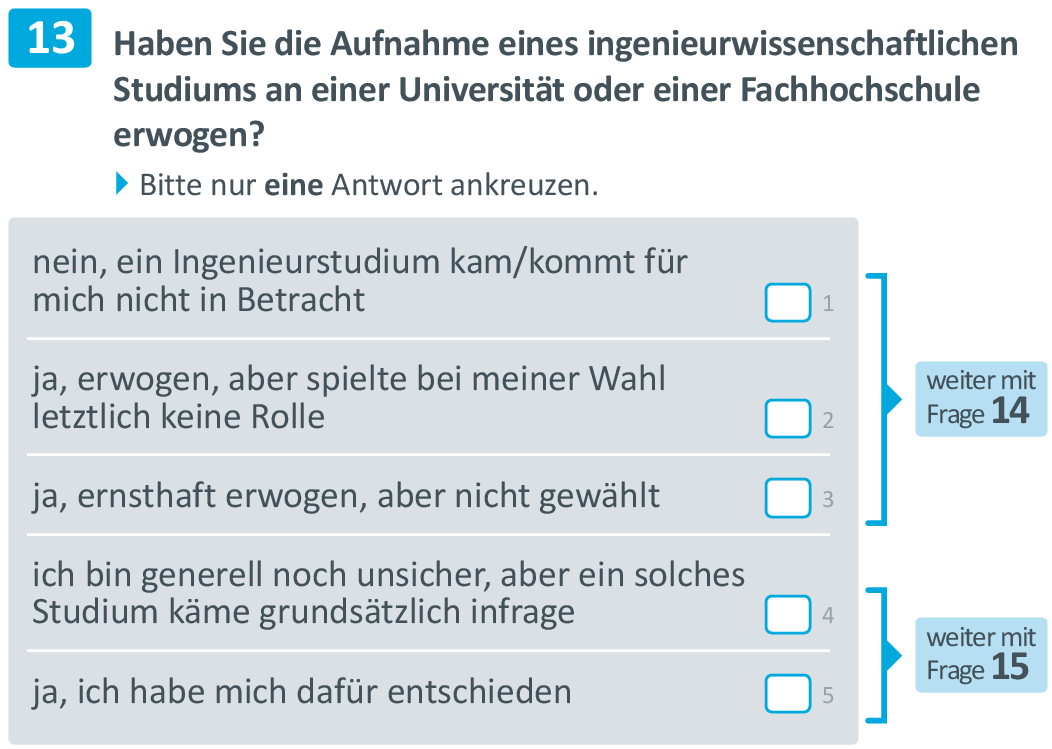 13
Haben Sie die Aufnahme eines ingenieurwissenschaftlichen
Studiums an einer Universität oder einer Fachhochschule
erwogen?
Bitte nur eine Antwort ankreuzen.
nein, ein Ingenieurstudium kam/kommt für
mich nicht in Betracht
1
ja, erwogen, aber spielte bei meiner Wahl
letztlich keine Rolle
2
ja, ernsthaft erwogen, aber nicht gewählt
3
weiter mit
Frage 14
ich bin generell noch unsicher, aber ein solches
Studium käme grundsätzlich infrage
4
ja, ich habe mich dafür entschieden
5
weiter mit
Frage 15